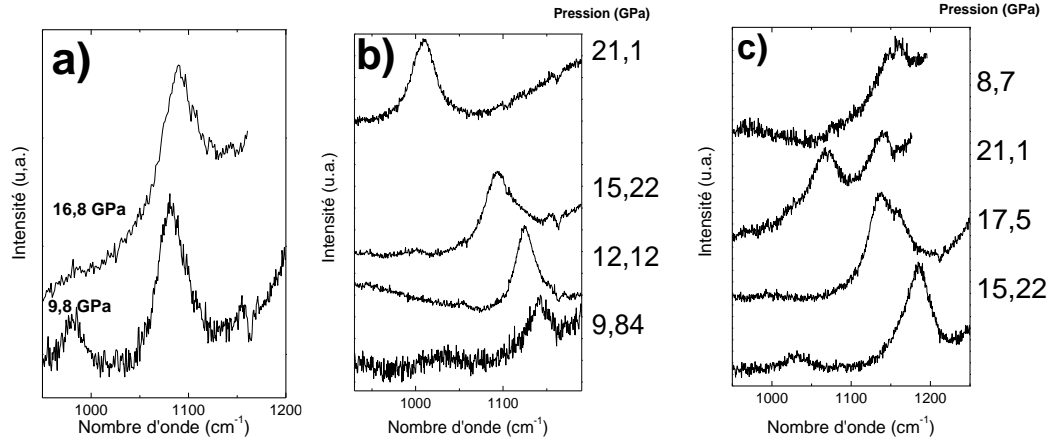 a)
16,8 GPa
9,8 GPa
Intensité (u,a.)
1000 1100 1200
Nombre d'onde (cm-1)
Pression (GPa)
b)
21,1
15,22
12,12
9,84
Intensité (u.a.)
1000 1100
Nombre d'onde (cm-1)
Pression (GPa)
c)
8,7
21,1
17,5
15,22
Intensité (u.a.)
1000 1100 1200
Nombre d'onde (cm-1)